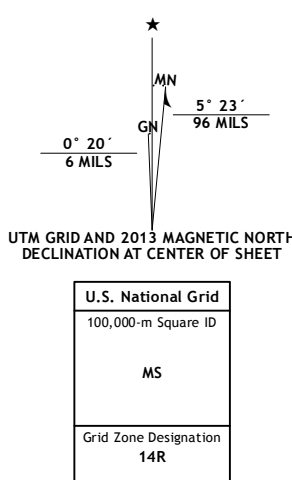 MN
GN
5° 23´
96 MILS
0° 20´
6 MILS
UTM GRID AND 2013 MAGNETIC NORTH
DECLINATION AT CENTER OF SHEET
U.S. National Grid
100,000-m Square ID
MS
Grid Zone Designation
14R